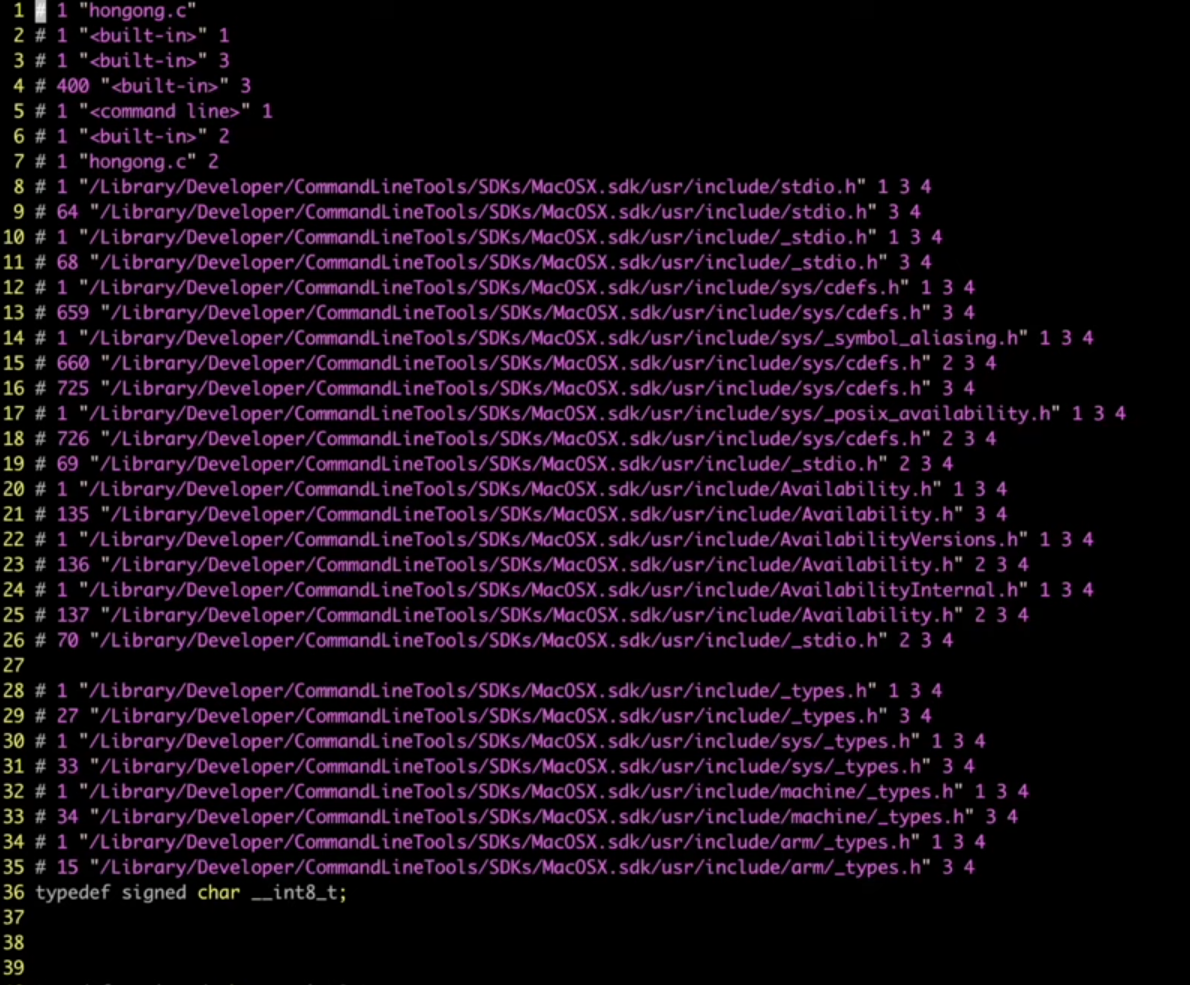 1 # 1 "hongong.c"
2 # 1 "<built-in>" 1
3 # 1 "<built-in>" 3
4 # 400 "<built-in>" 3
5 # 1 "<command line>" 1
6 # 1 "<built-in>" 2
7 # 1 "hongong.c" 2
8 # 1 "/Library/Developer/CommandLineTools/SDKs/MacOSX.sdk/usr/include/stdio.h" 1 3 4
9 # 64 "/Library/Developer/CommandLineTools/SDKs/MacOSX.sdk/usr/include/stdio.h" 3 4
10 # 1 "/Library/Developer/CommandLineTools/SDKs/MacOSX.sdk/usr/include/_stdio.h" 1 3 4
11 # 68 "/Library/Developer/CommandLineTools/SDKs/MacOSX.sdk/usr/include/_stdio.h" 3 4
12 # 1 "/Library/Developer/CommandLineTools/SDKs/MacOSX.sdk/usr/include/sys/cdefs.h" 1 3 4
13 # 659 "/Library/Developer/CommandLineTools/SDKs/MacOSX.sdk/usr/include/sys/cdefs.h" 3 4
14 # 1 "/Library/Developer/CommandLineTools/SDKs/MacOSX.sdk/usr/include/sys/_symbol_aliasing.h" 1 3 4
15 # 660 "/Library/Developer/CommandLineTools/SDKs/MacOSX.sdk/usr/include/sys/cdefs.h" 2 3 4
16 # 725 "/Library/Developer/CommandLineTools/SDKs/MacOSX.sdk/usr/include/sys/cdefs.h" 3 4
17 # 1 "/Library/Developer/CommandLineTools/SDKs/MacOSX.sdk/usr/include/sys/_posix_availability.h" 1 3 4
18 # 726 "/Library/Developer/CommandLineTools/SDKs/MacOSX.sdk/usr/include/sys/cdefs.h" 2 3 4
19 # 69 "/Library/Developer/CommandLineTools/SDKs/MacOSX.sdk/usr/include/_stdio.h" 2 3 4
20 # 1 "/Library/Developer/CommandLineTools/SDKs/MacOSX.sdk/usr/include/Availability.h" 1 3 4
21 # 135 "/Library/Developer/CommandLineTools/SDKs/MacOSX.sdk/usr/include/Availability.h" 3 4
22 # 1 "/Library/Developer/CommandLineTools/SDKs/MacOSX.sdk/usr/include/AvailabilityVersions.h" 1 3 4
23 # 136 "/Library/Developer/CommandLineTools/SDKs/MacOSX.sdk/usr/include/Availability.h" 2 3 4
24 # 1 "/Library/Developer/CommandLineTools/SDKs/MacOSX.sdk/usr/include/AvailabilityInternal.h" 1 3 4
25 # 137 "/Library/Developer/CommandLineTools/SDKs/MacOSX.sdk/usr/include/Availability.h" 2 3 4
26 # 70 "/Library/Developer/CommandLineTools/SDKs/MacOSX.sdk/usr/include/_stdio.h" 2 3 4
27
28 # 1 "/Library/Developer/CommandLineTools/SDKs/MacOSX.sdk/usr/include/_types.h" 1 3 4
29 # 27 "/Library/Developer/CommandLineTools/SDKs/MacOSX.sdk/usr/include/_types.h" 3 4
30 # 1 "/Library/Developer/CommandLineTools/SDKs/MacOSX.sdk/usr/include/sys/_types.h" 1 3 4
31 # 33 "/Library/Developer/CommandLineTools/SDKs/MacOSX.sdk/usr/include/sys/_types.h" 3 4
32 # 1 "/Library/Developer/CommandLineTools/SDKs/MacOSX.sdk/usr/include/machine/_types.h" 1 3 4
33 # 34 "/Library/Developer/CommandLineTools/SDKs/MacOSX.sdk/usr/include/machine/_types.h" 3 4
34 # 1 "/Library/Developer/CommandLineTools/SDKs/MacOSX.sdk/usr/include/arm/_types.h" 1 3 4
35 # 15 "/Library/Developer/CommandLineTools/SDKs/MacOSX.sdk/usr/include/arm/_types.h" 3 4
36 typedef signed char __int8_t;
37
38
39